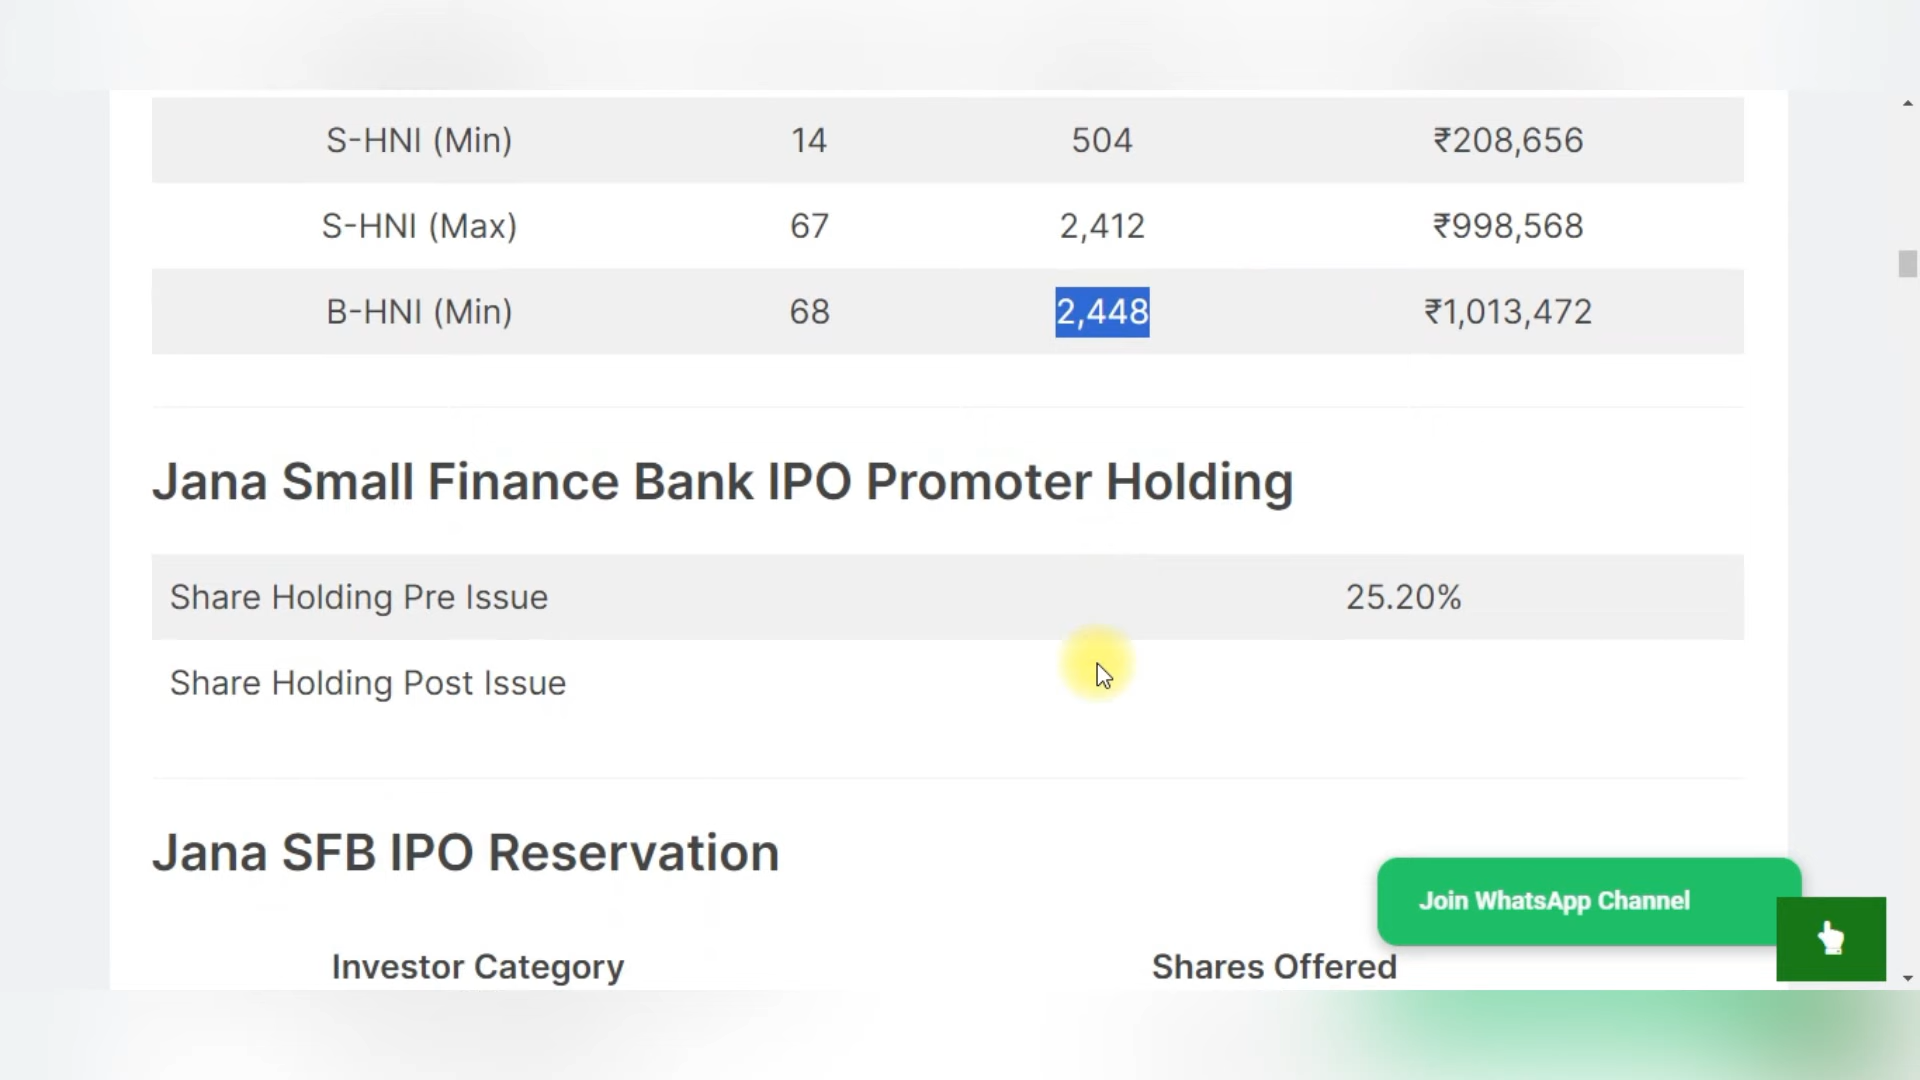 S-HNI (Min) 14 504 ₹208,656
S-HNI (Max) 67 2,412 ₹998,568
B-HNI (Min) 68 2,448 ₹1,013,472
Jana Small Finance Bank IPO Promoter Holding
Share Holding Pre Issue 25.20%
Share Holding Post Issue
Jana SFB IPO Reservation
Join WhatsApp Channel
Investor Category Shares Offered